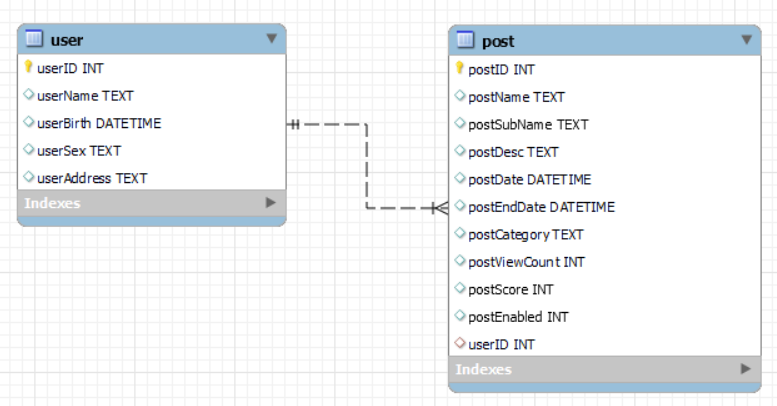 user
userID INT
userName TEXT
userBirth DATETIME
userSex TEXT
userAddress TEXT
Indexes
post
postID INT
postName TEXT
postSubName TEXT
postDesc TEXT
postDate DATETIME
postEndDate DATETIME
postCategory TEXT
postViewCount INT
postScore INT
postEnabled INT
userID INT
Indexes